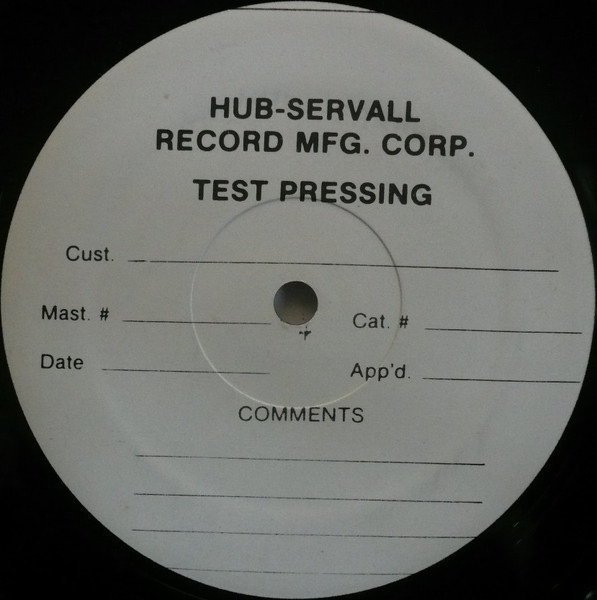 HUB-SERVALL
RECORD MFG. CORP.
TEST PRESSING
Cust.
Mast. # Cat. #
Date App'd.
COMMENTS